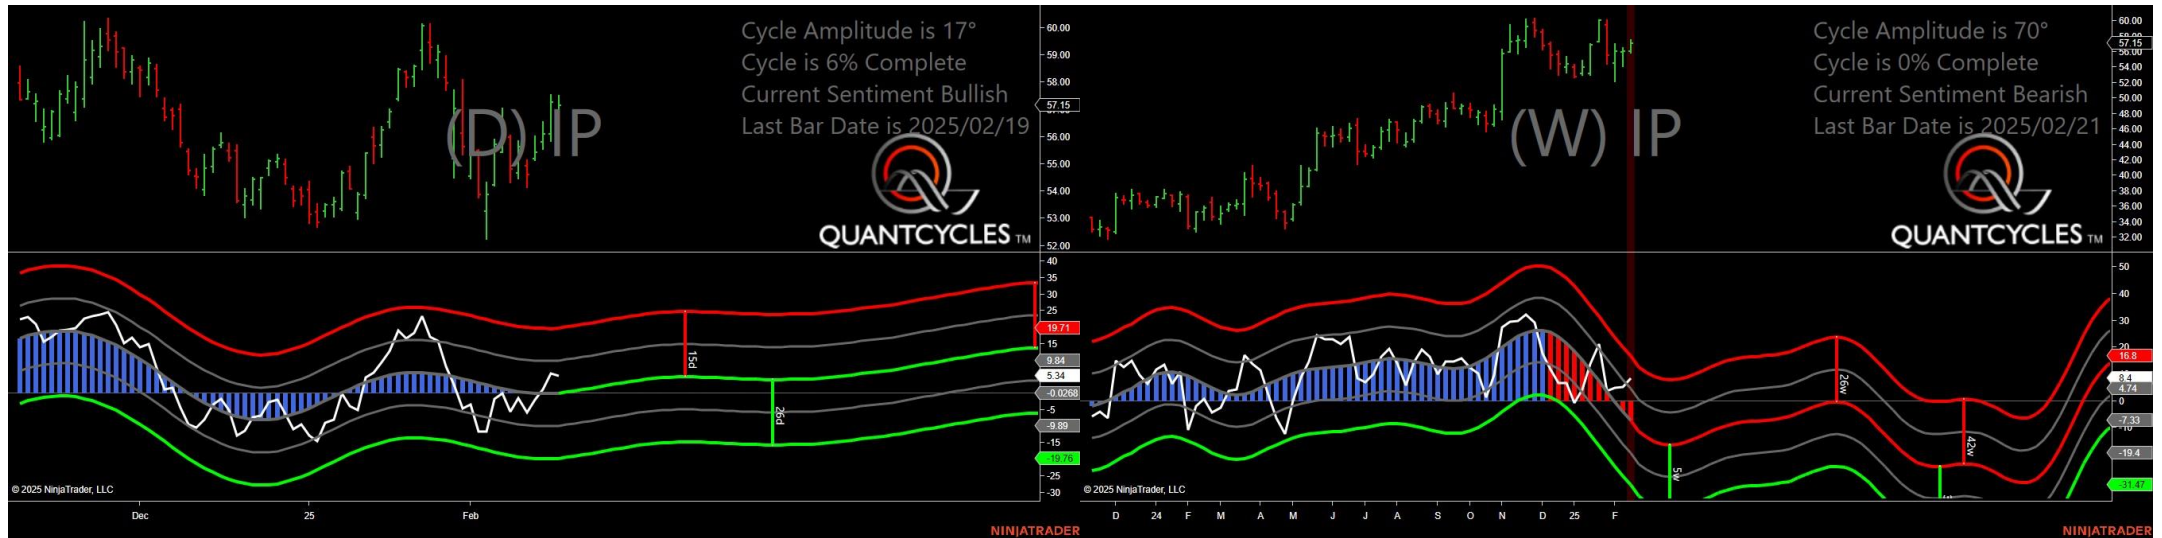 Cycle Amplitude is 17°
Cycle is 6% Complete
Current Sentiment Bullish
Last Bar Date is 2025/02/19
(D) IP
QUANTCYCLES TM
60.00
59.00
58.00
57.15
56.00
55.00
54.00
53.00
52.00
40
35
30
25
19.71
15
9.84
5.34
-0.0268
-5
-9.89
-15
-19.76
-25
-30
15d
26d
© 2025 NinjaTrader, LLC
Dec
25
Feb
NINJATRADER
Cycle Amplitude is 70°
Cycle is 0% Complete
Current Sentiment Bearish
Last Bar Date is 2025/02/21
(W) IP
QUANTCYCLES TM
60.00
57.15
56.00
54.00
52.00
50.00
48.00
46.00
44.00
42.00
40.00
38.00
36.00
34.00
32.00
50
40
30
20
16.8
8.4
4.74
0
-7.33
-10
-19.4
-31.47
5w
26w
42w
© 2025 NinjaTrader, LLC
D
24
F
M
A
M
J
J
A
S
O
N
D
25
F
NINJATRADER